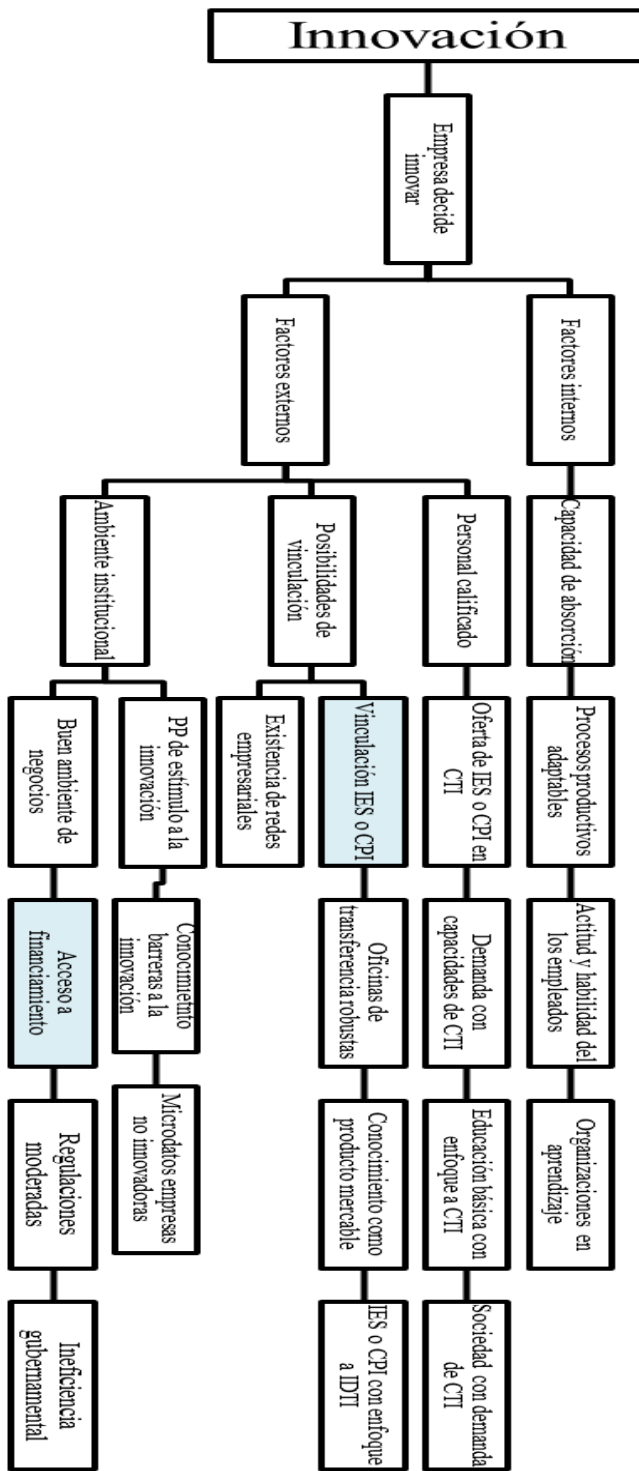 Innovación
Empresa decide
innovar
Factores internos
Capacidad de absorción
Procesos productivos
adaptables
Actitud y habilidad del
los empleados
Organizaciones en
aprendizaje
Factores externos
Personal calificado
Oferta de IES o CPI en
CTI
Demanda con
capacidades de CTI
Educación básica con
enfoque a CTI
Sociedad con demanda
de CTI
Posibilidades de
vinculación
Vinculación IES o CPI
Oficinas de
transferencia robustas
Conocimiento como
producto mercable
IES o CPI con enfoque
a IDTI
Existencia de redes
empresariales
Ambiente institucional
PP de estímulo a la
innovación
Conocimietnto
barreras a la
innovación
Microdatos empresas
no innovadoras
Buen ambiente de
negocios
Acceso a
financiamiento
Regulaciones
moderadas
Ineficiencia
gubernamental